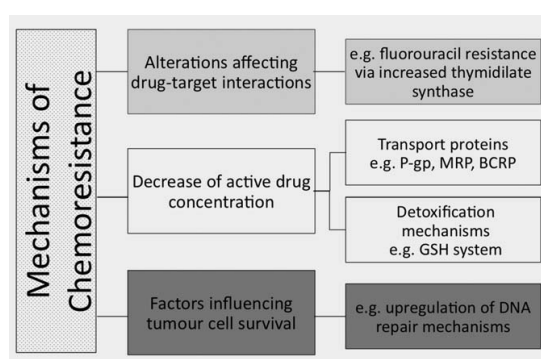 Mechanisms of
Chemoresistance
Alterations affecting
drug-target interactions
e.g. fluorouracil resistance
via increased thymidilate
synthase
Decrease of active drug
concentration
Transport proteins
e.g. P-gp, MRP, BCRP
Detoxification
mechanisms
e.g. GSH system
Factors influencing
tumour cell survival
e.g. upregulation of DNA
repair mechanisms